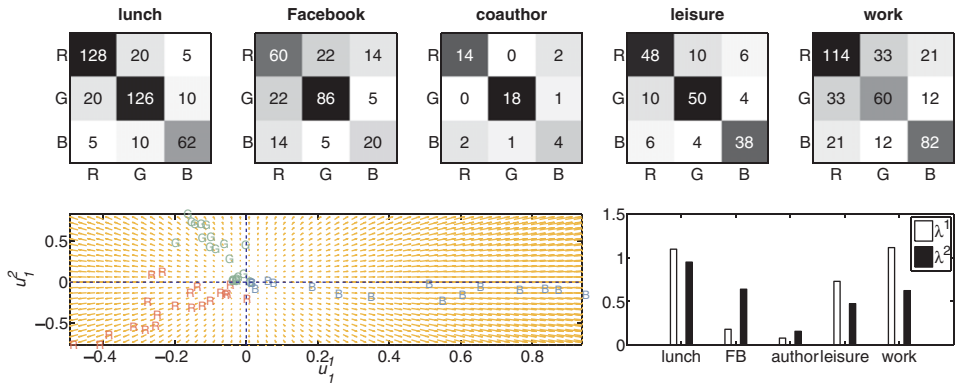 lunch Facebook coauthor leisure work
R 128 20 5 R 60 22 14 R 14 0 2 R 48 10 6 R 114 33 21
G 20 126 10 G 22 86 5 G 0 18 1 G 10 50 4 G 33 60 12
B 5 10 62 B 14 5 20 B 2 1 4 B 6 4 38 B 21 12 82
R G B R G B R G B R G B R G B
0.5
0
−0.5
u₁²
−0.4 −0.2 0 0.2 0.4 0.6 0.8
u₁¹
1.5
1
0.5
0
λ¹
λ²
lunch FB author leisure work